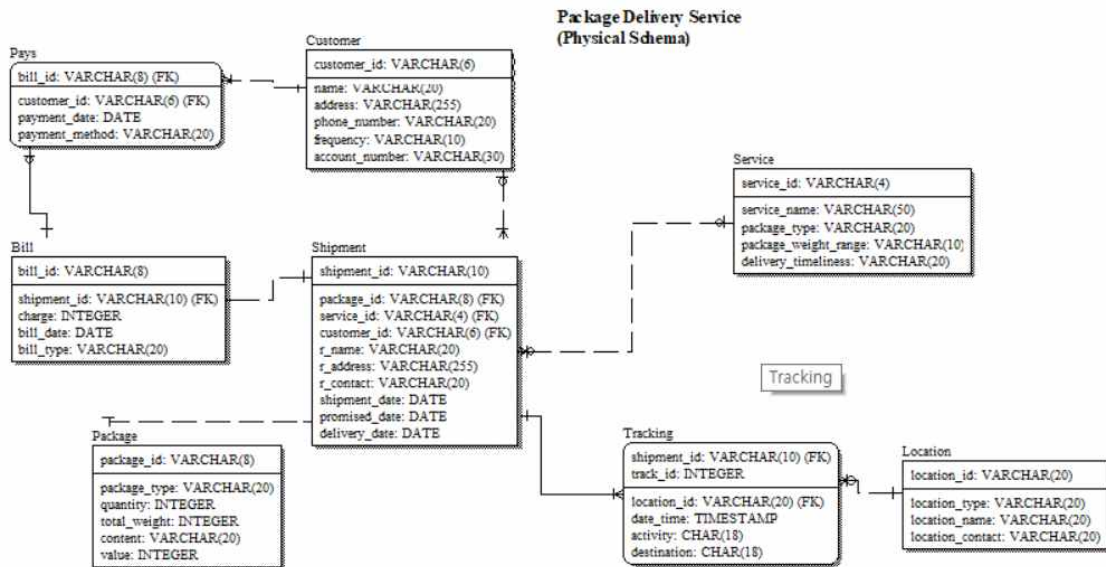 Package Delivery Service
(Physical Schema)
Pays
bill_id: VARCHAR(8) (FK)
customer_id: VARCHAR(6) (FK)
payment_date: DATE
payment_method: VARCHAR(20)
Customer
customer_id: VARCHAR(6)
name: VARCHAR(20)
address: VARCHAR(255)
phone_number: VARCHAR(20)
frequency: VARCHAR(10)
account_number: VARCHAR(30)
Service
service_id: VARCHAR(4)
service_name: VARCHAR(50)
package_type: VARCHAR(20)
package_weight_range: VARCHAR(10)
delivery_timeliness: VARCHAR(20)
Bill
bill_id: VARCHAR(8)
shipment_id: VARCHAR(10) (FK)
charge: INTEGER
bill_date: DATE
bill_type: VARCHAR(20)
Shipment
shipment_id: VARCHAR(10)
package_id: VARCHAR(8) (FK)
service_id: VARCHAR(4) (FK)
customer_id: VARCHAR(6) (FK)
r_name: VARCHAR(20)
r_address: VARCHAR(255)
r_contact: VARCHAR(20)
shipment_date: DATE
promised_date: DATE
delivery_date: DATE
Tracking
Package
package_id: VARCHAR(8)
package_type: VARCHAR(20)
quantity: INTEGER
total_weight: INTEGER
content: VARCHAR(20)
value: INTEGER
Tracking
shipment_id: VARCHAR(10) (FK)
track_id: INTEGER
location_id: VARCHAR(20) (FK)
date_time: TIMESTAMP
activity: CHAR(18)
destination: CHAR(18)
Location
location_id: VARCHAR(20)
location_type: VARCHAR(20)
location_name: VARCHAR(20)
location_contact: VARCHAR(20)